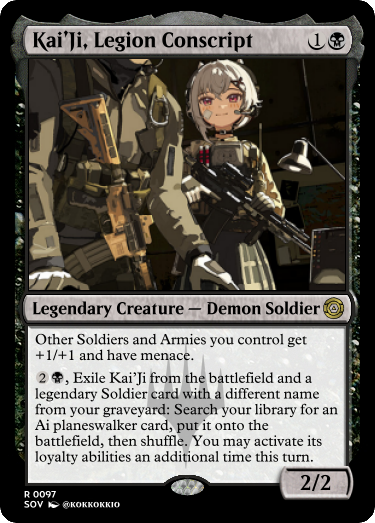 Kai'Ji, Legion Conscript 1
Legendary Creature — Demon Soldier
Other Soldiers and Armies you control get
+1/+1 and have menace.
2, Exile Kai'Ji from the battlefield and a
legendary Soldier card with a different name
from your graveyard: Search your library for an
Ai planeswalker card, put it onto the
battlefield, then shuffle. You may activate its
loyalty abilities an additional time this turn.
2/2
R 0097
SOV @KOKKOKKIO